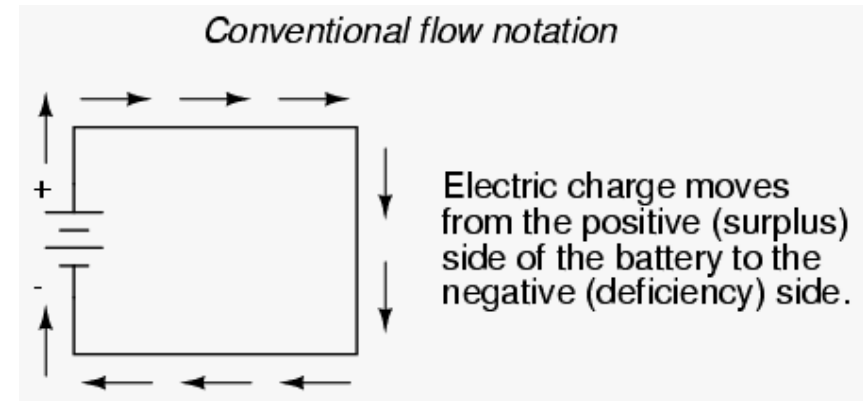 Conventional flow notation
+
Electric charge moves
from the positive (surplus)
side of the battery to the
-
negative (deficiency) side.